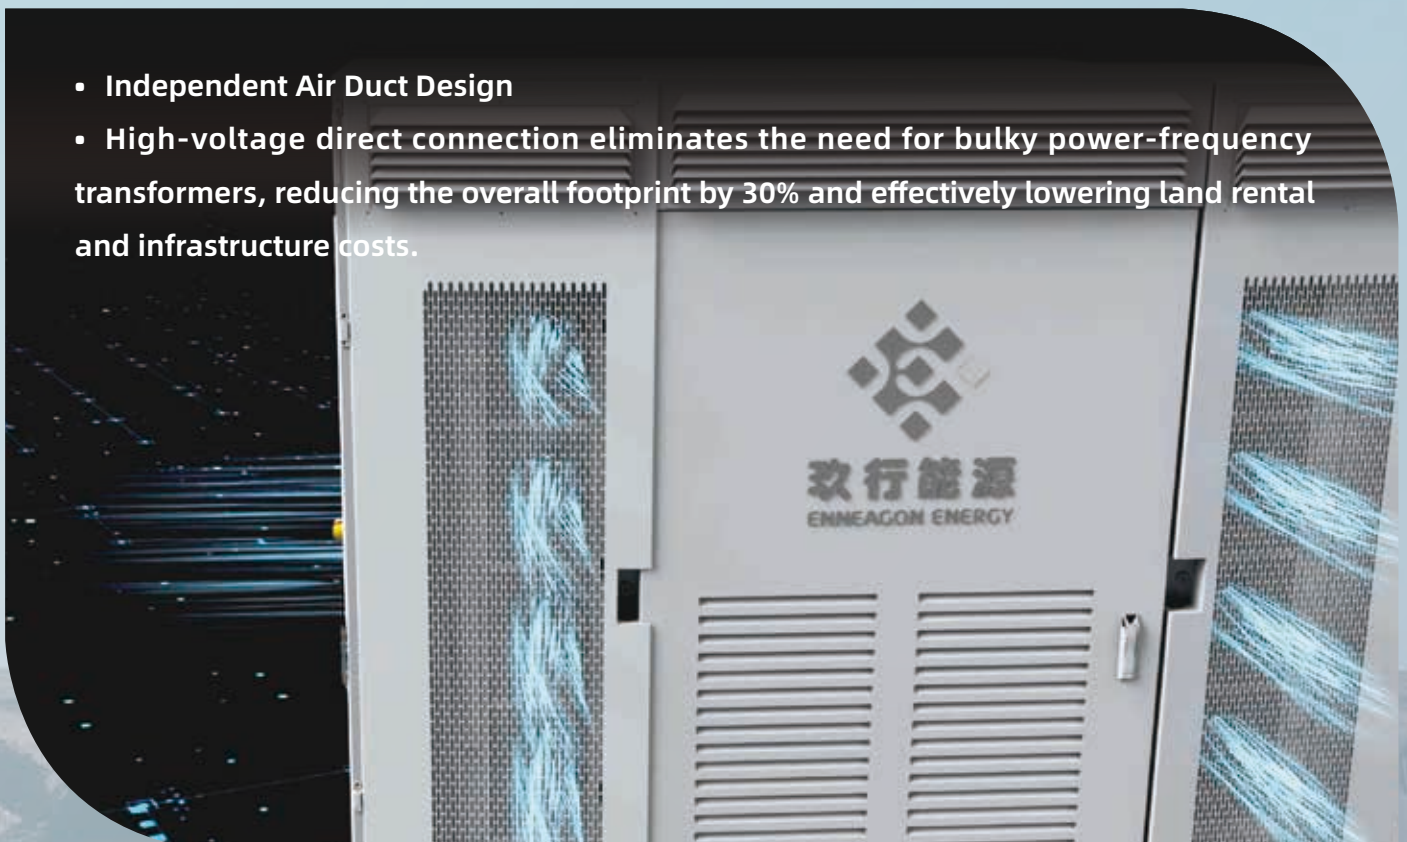 • Independent Air Duct Design
• High-voltage direct connection eliminates the need for bulky power-frequency
transformers, reducing the overall footprint by 30% and effectively lowering land rental
and infrastructure costs.
玖行能源
ENNEAGON ENERGY